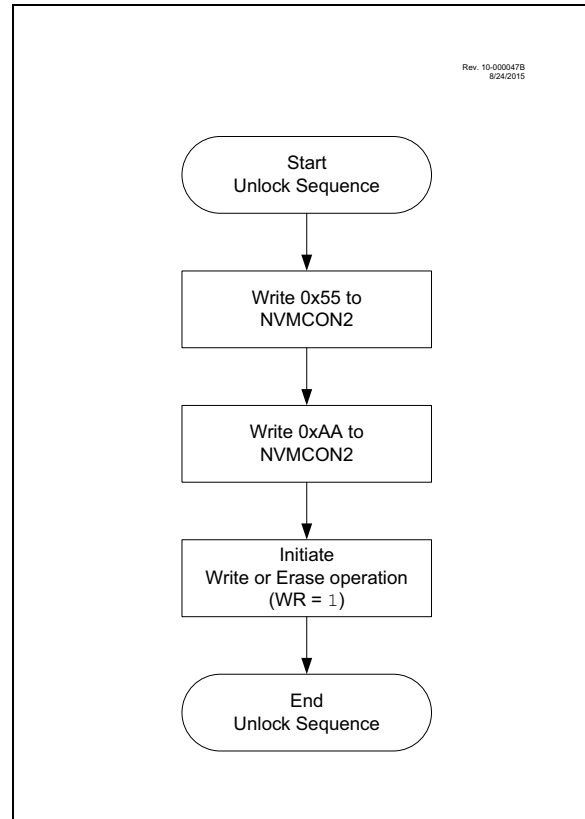 Rev. 10-000047B
8/24/2015
Start
Unlock Sequence
Write 0x55 to
NVMCON2
Write 0xAA to
NVMCON2
Initiate
Write or Erase operation
(WR = 1)
End
Unlock Sequence